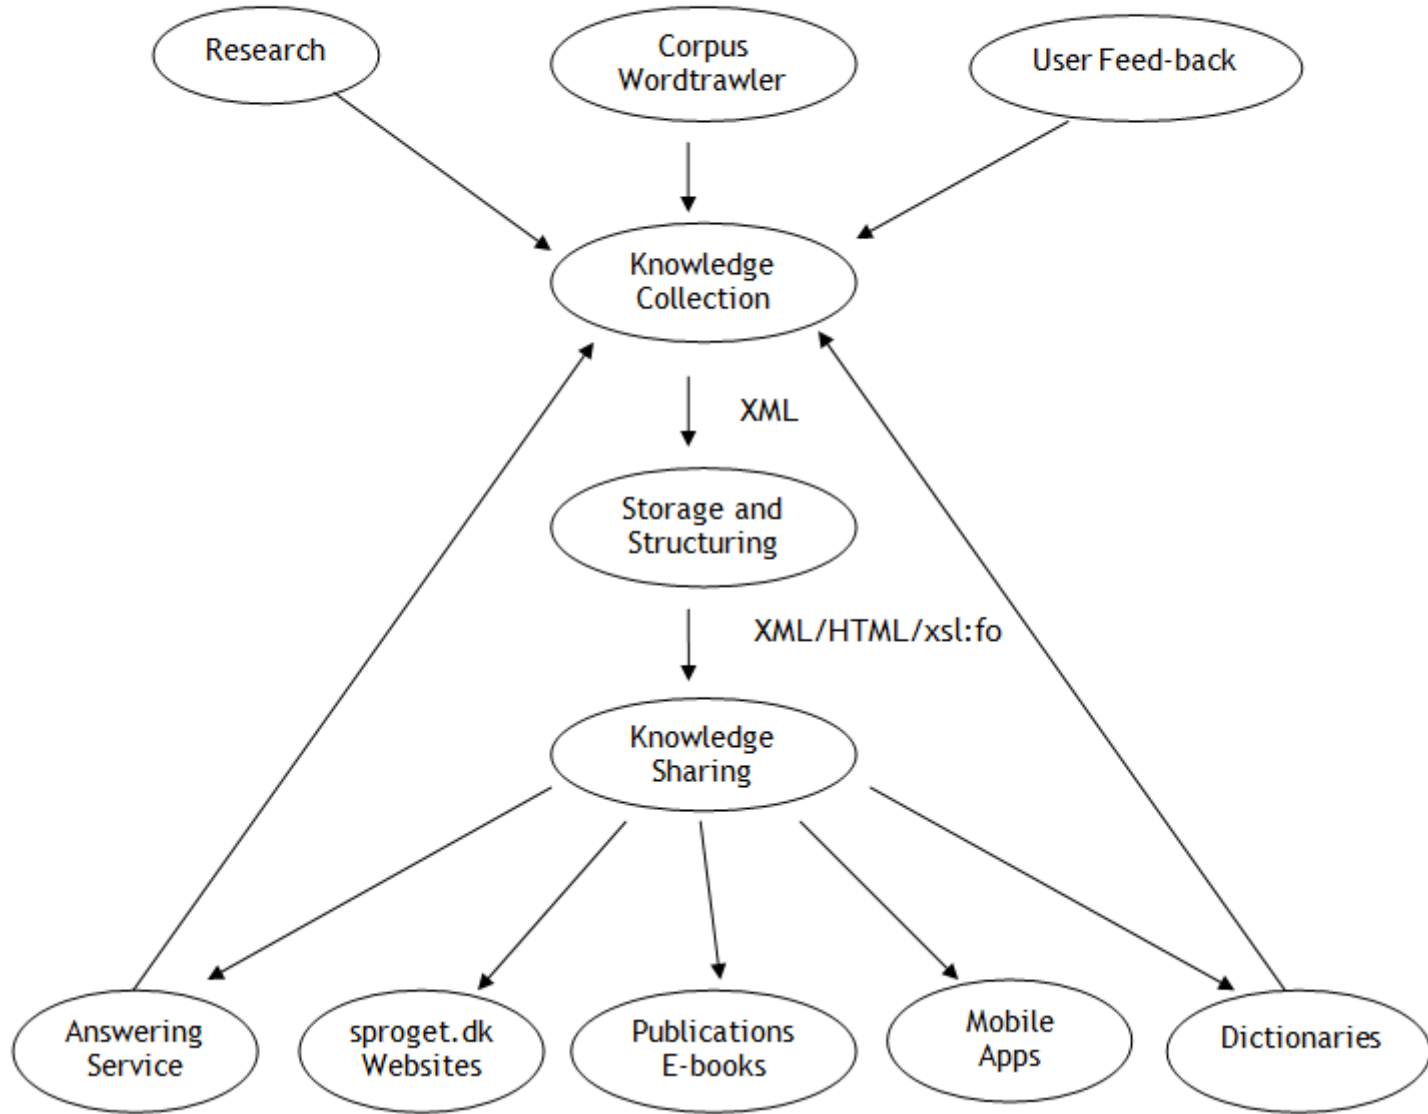 Research
Corpus
Wordtrawler
User Feed-back
Knowledge
Collection
XML
Storage and
Structuring
XML/HTML/xsl:fo
Knowledge
Sharing
Answering
Service
sproget.dk
Websites
Publications
E-books
Mobile
Apps
Dictionaries